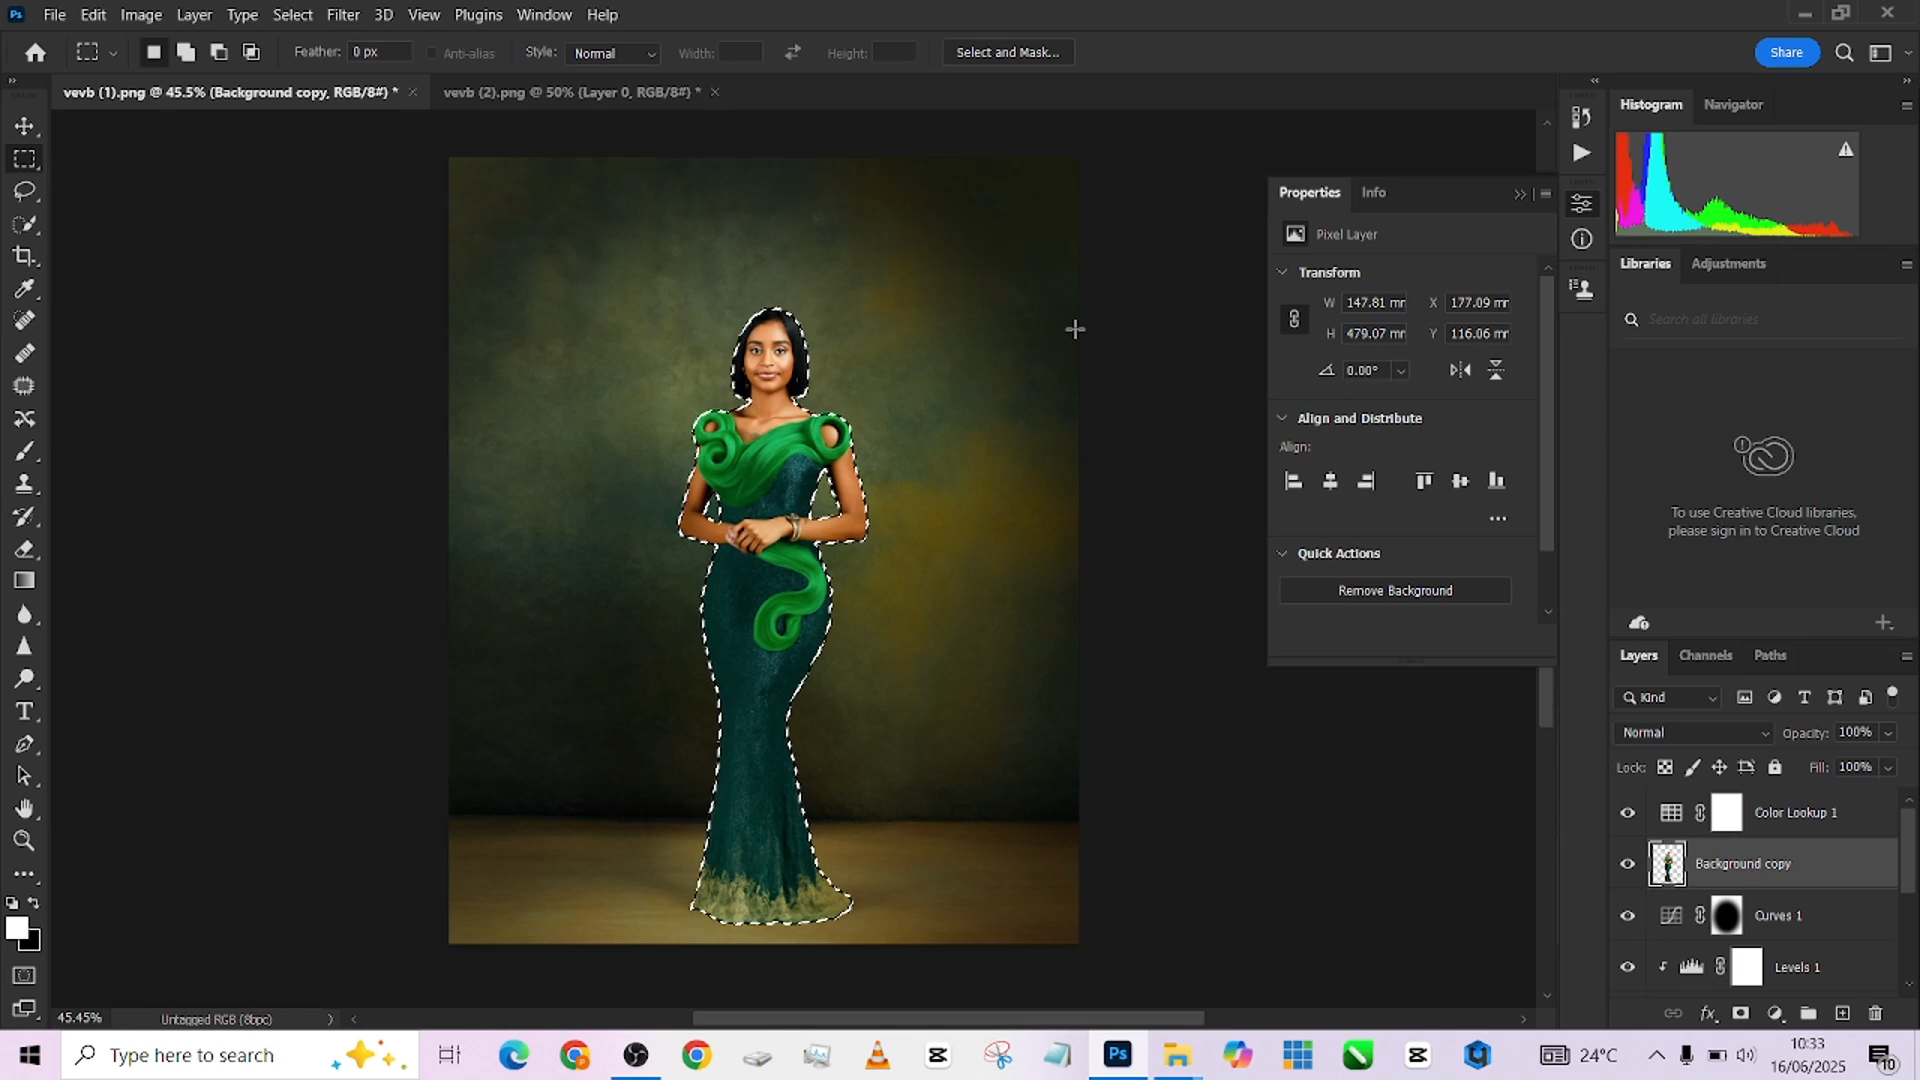 Ps File Edit Image Layer Type Select Filter 3D View Plugins Window Help
Feather: 0 px Anti-alias Style: Normal Width: Height: Select and Mask... Share
vevb (1).png @ 45.5% (Background copy, RGB/8#) * vevb (2).png @ 50% (Layer 0, RGB/8#) *
Histogram Navigator
Properties Info
Pixel Layer
Transform
W 147.81 mr X 177.09 mr
H 479.07 mr Y 116.06 mr
0.00°
Align and Distribute
Align:
Quick Actions
Remove Background
Libraries Adjustments
Search all libraries
To use Creative Cloud libraries,
please sign in to Creative Cloud
Layers Channels Paths
Kind
Normal Opacity: 100%
Lock: Fill: 100%
Color Lookup 1
Background copy
Curves 1
Levels 1
45.45% Untagged RGB (8bpc)
Type here to search
Ps
24°C
10:33
16/06/2025
10